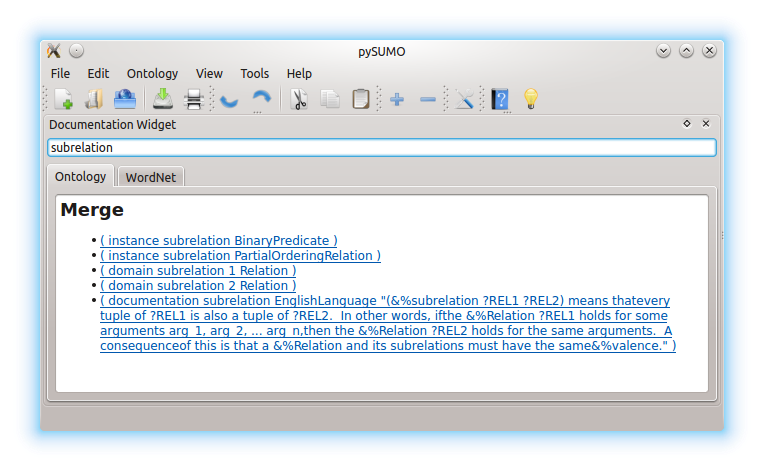 pySUMO
File Edit Ontology View Tools Help
Documentation Widget
subrelation
Ontology WordNet
Merge
( instance subrelation BinaryPredicate )
( instance subrelation PartialOrderingRelation )
( domain subrelation 1 Relation )
( domain subrelation 2 Relation )
( documentation subrelation EnglishLanguage "(&%subrelation ?REL1 ?REL2) means thatevery
tuple of ?REL1 is also a tuple of ?REL2.  In other words, ifthe &%Relation ?REL1 holds for some
arguments arg_1, arg_2, ... arg_n,then the &%Relation ?REL2 holds for the same arguments.  A
consequenceof this is that a &%Relation and its subrelations must have the same&%valence." )